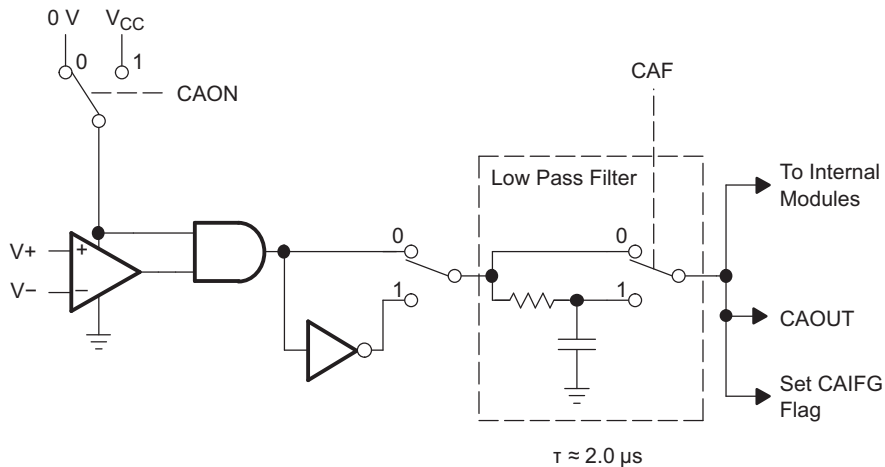 0 V
VCC
0
1
CAON
CAF
Low Pass Filter
To Internal
Modules
V+
+
V−
−
0
1
0
1
CAOUT
Set CAIFG
Flag
τ ≈ 2.0 μs